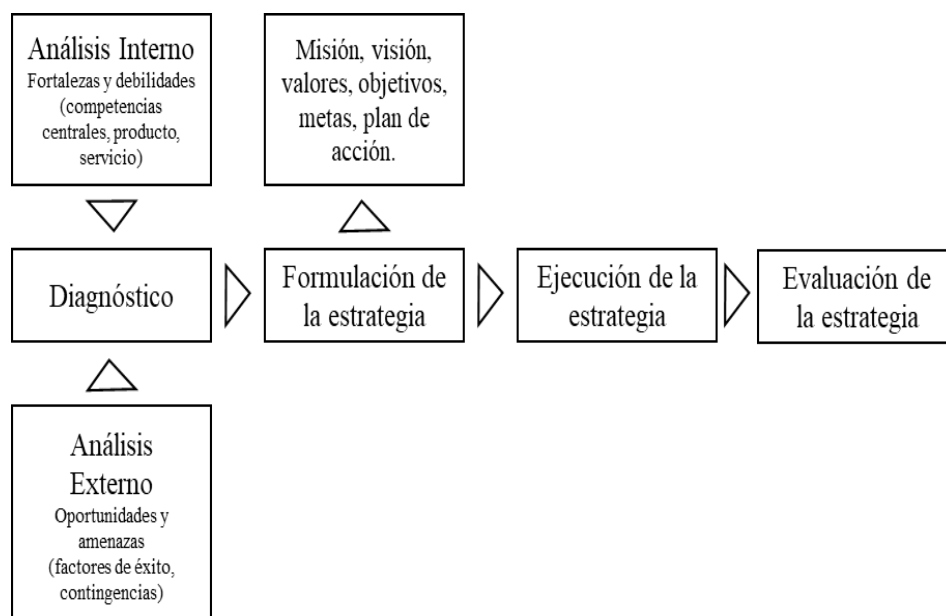 Análisis Interno
Fortalezas y debilidades
(competencias
centrales, producto,
servicio)
Misión, visión,
valores, objetivos,
metas, plan de
acción.
Diagnóstico
Formulación de
la estrategia
Ejecución de la
estrategia
Evaluación de
la estrategia
Análisis
Externo
Oportunidades y
amenazas
(factores de éxito,
contingencias)